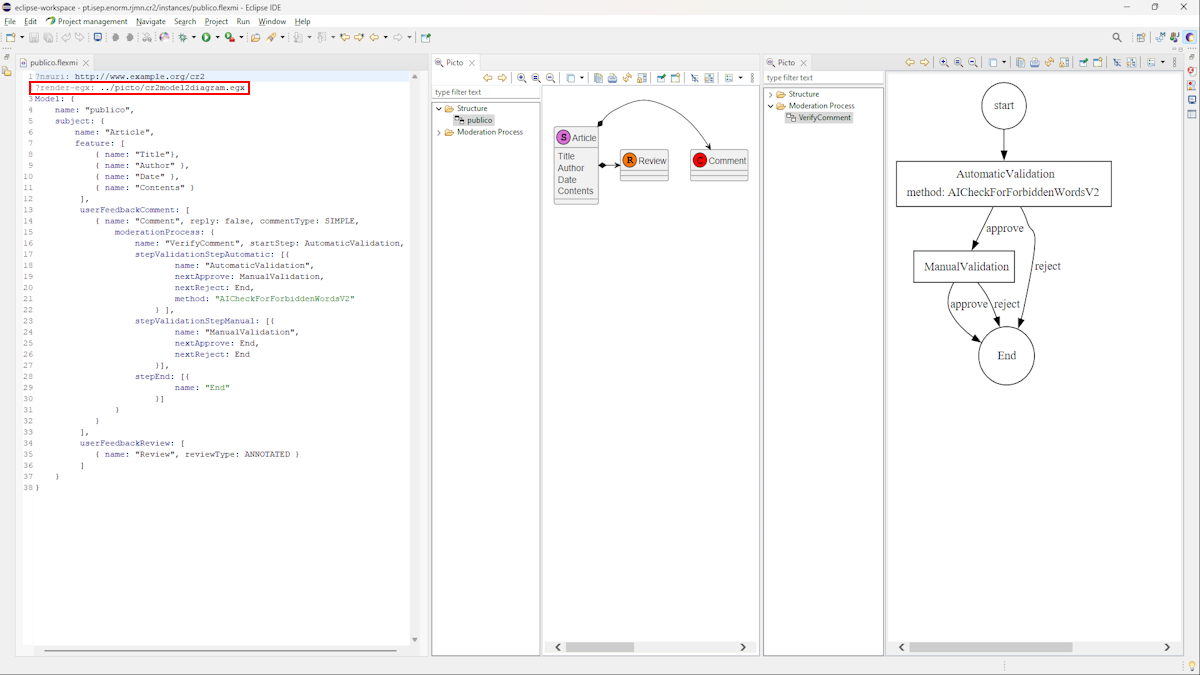 eclipse-workspace - pt.isep.enorm.rjmn.cr2/instances/publico.flexmi - Eclipse IDE
File Edit Project management Navigate Search Project Run Window Help
publico.flexmi
1 ?nsuri: http://www.example.org/cr2
?render-egx: ../picto/cr2model2diagram.egx
3 Model: {
4 name: "publico",
5 subject: {
6 name: "Article",
7 feature: [
8 { name: "Title"},
9 { name: "Author" },
10 { name: "Date" },
11 { name: "Contents" }
12 ],
13 userFeedbackComment: [
14 { name: "Comment", reply: false, commentType: SIMPLE,
15 moderationProcess: {
16 name: "VerifyComment", startStep: AutomaticValidation,
17 stepValidationStepAutomatic: [{
18 name: "AutomaticValidation",
19 nextApprove: ManualValidation,
20 nextReject: End,
21 method: "AICheckForForbiddenWordsV2"
22 } ],
23 stepValidationStepManual: [{
24 name: "ManualValidation",
25 nextApprove: End,
26 nextReject: End
27 }],
28 stepEnd: [{
29 name: "End"
30 }]
31 }
32 }
33 ],
34 userFeedbackReview: [
35 { name: "Review", reviewType: ANNOTATED }
36 ]
37 }
38 }
Picto
type filter text
Structure
publico
Moderation Process
S Article
Title
Author
Date
Contents
R Review
C Comment
Picto
type filter text
Structure
Moderation Process
VerifyComment
start
AutomaticValidation
method: AICheckForForbiddenWordsV2
approve
reject
ManualValidation
approve
reject
End